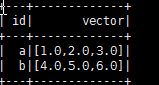 +---+-------------+
| id|       vector|
+---+-------------+
|  a|[1.0,2.0,3.0]|
|  b|[4.0,5.0,6.0]|
+---+-------------+